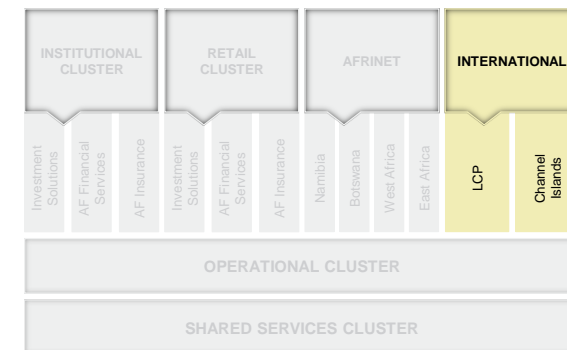 INSTITUTIONAL
CLUSTER
RETAIL
CLUSTER
AFRINET
INTERNATIONAL
Investment
Solutions
AF Financial
Services
AF Insurance
Investment
Solutions
AF Financial
Services
AF Insurance
Namibia
Botswana
West Africa
East Africa
LCP
Channel
Islands
OPERATIONAL CLUSTER
SHARED SERVICES CLUSTER